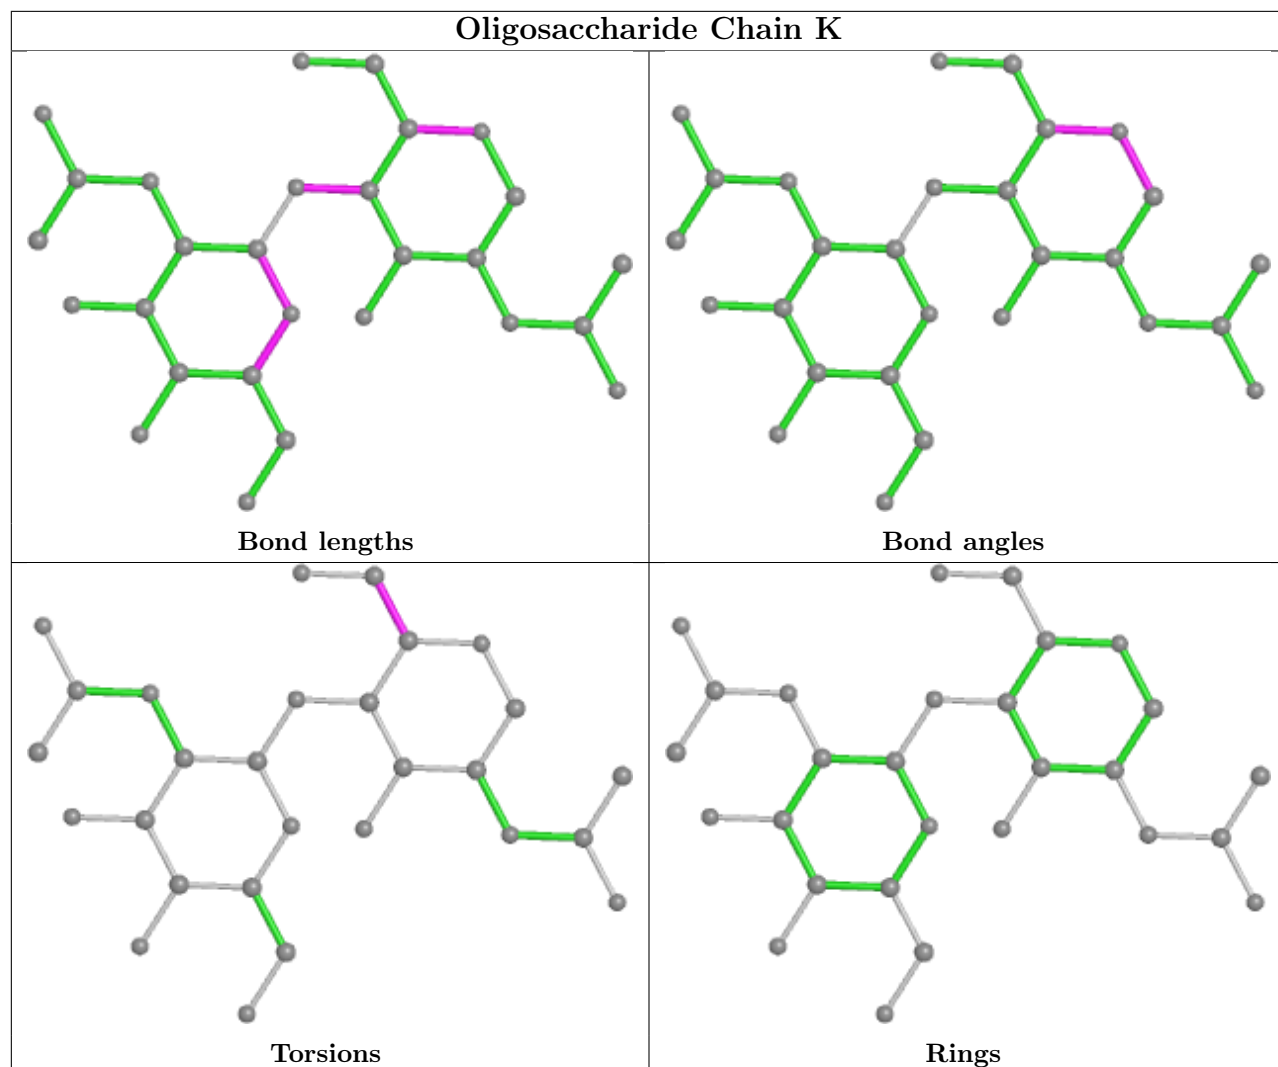 Oligosaccharide Chain K
Bond lengths
Bond angles
Torsions
Rings